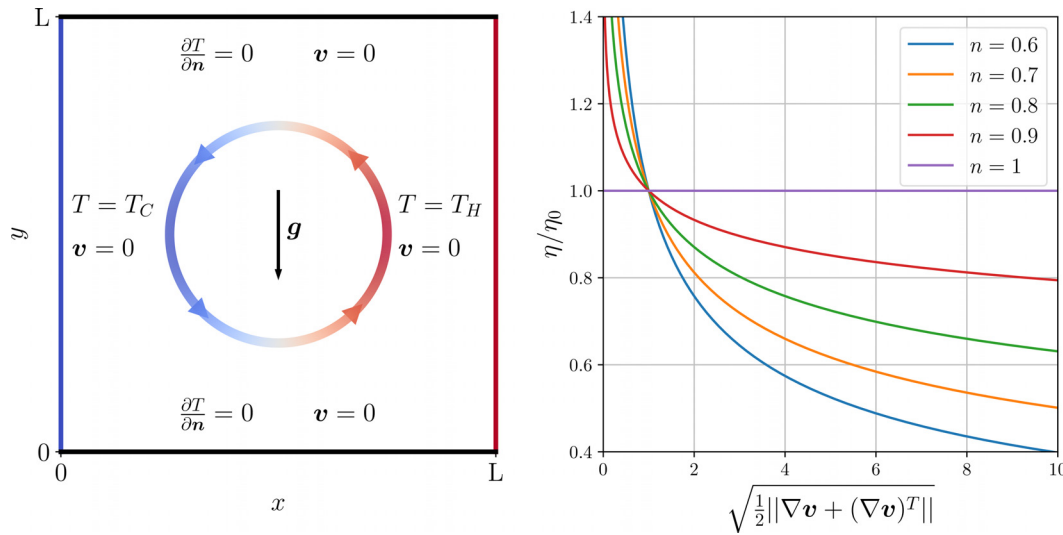 L
∂T/∂n = 0 v = 0
T = T_C
v = 0
g
T = T_H
v = 0
∂T/∂n = 0 v = 0
0
0 L
x
y
1.4
1.2
1.0
0.8
0.6
0.4
η/η₀
n = 0.6
n = 0.7
n = 0.8
n = 0.9
n = 1
0 2 4 6 8 10
√(1/2||∇v + (∇v)^T||)